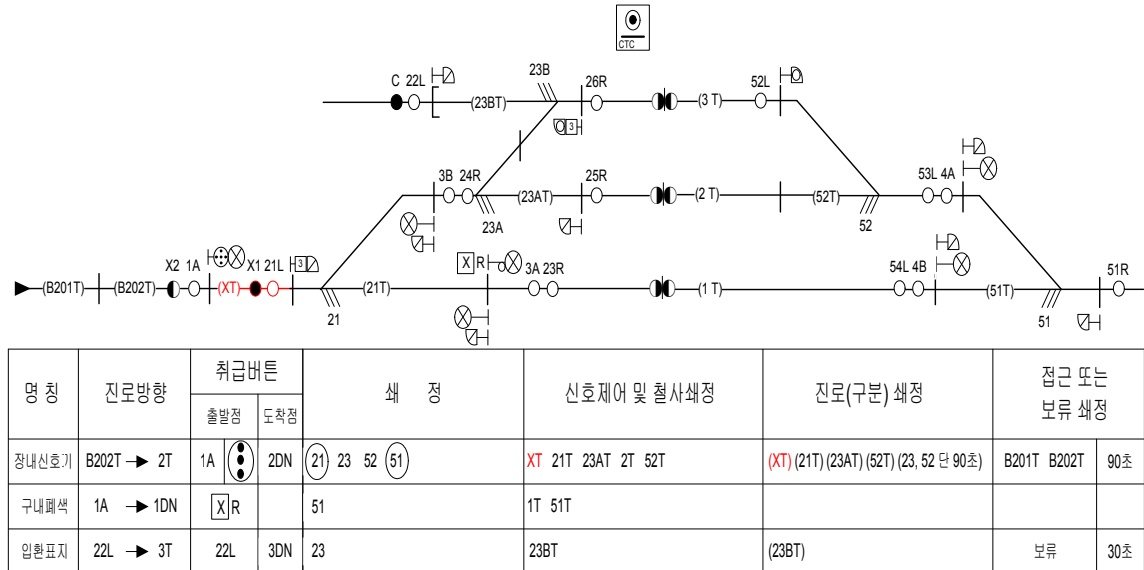 CTC
23B
C 22L
26R
52L
(23BT)
(3 T)
3
3B 24R
25R
53L 4A
(23AT)
(2 T)
(52T)
23A
52
X2 1A
X1 21L
3
X R
3A 23R
54L 4B
51R
(B201T)
(B202T)
(XT)
(21T)
(1 T)
(51T)
21
51
명 칭 진로방향 취급버튼 쇄 정 신호제어 및 철사쇄정 진로(구분) 쇄정 접근 또는
보류 쇄정
출발점 도착점
장내신호기 B202T 2T 1A 2DN 21 23 52 51 XT 21T 23AT 2T 52T (XT) (21T) (23AT) (52T) (23, 52 단 90초) B201T B202T 90초
구내폐색 1A 1DN X R 51 1T 51T
입환표지 22L 3T 22L 3DN 23 23BT (23BT) 보류 30초